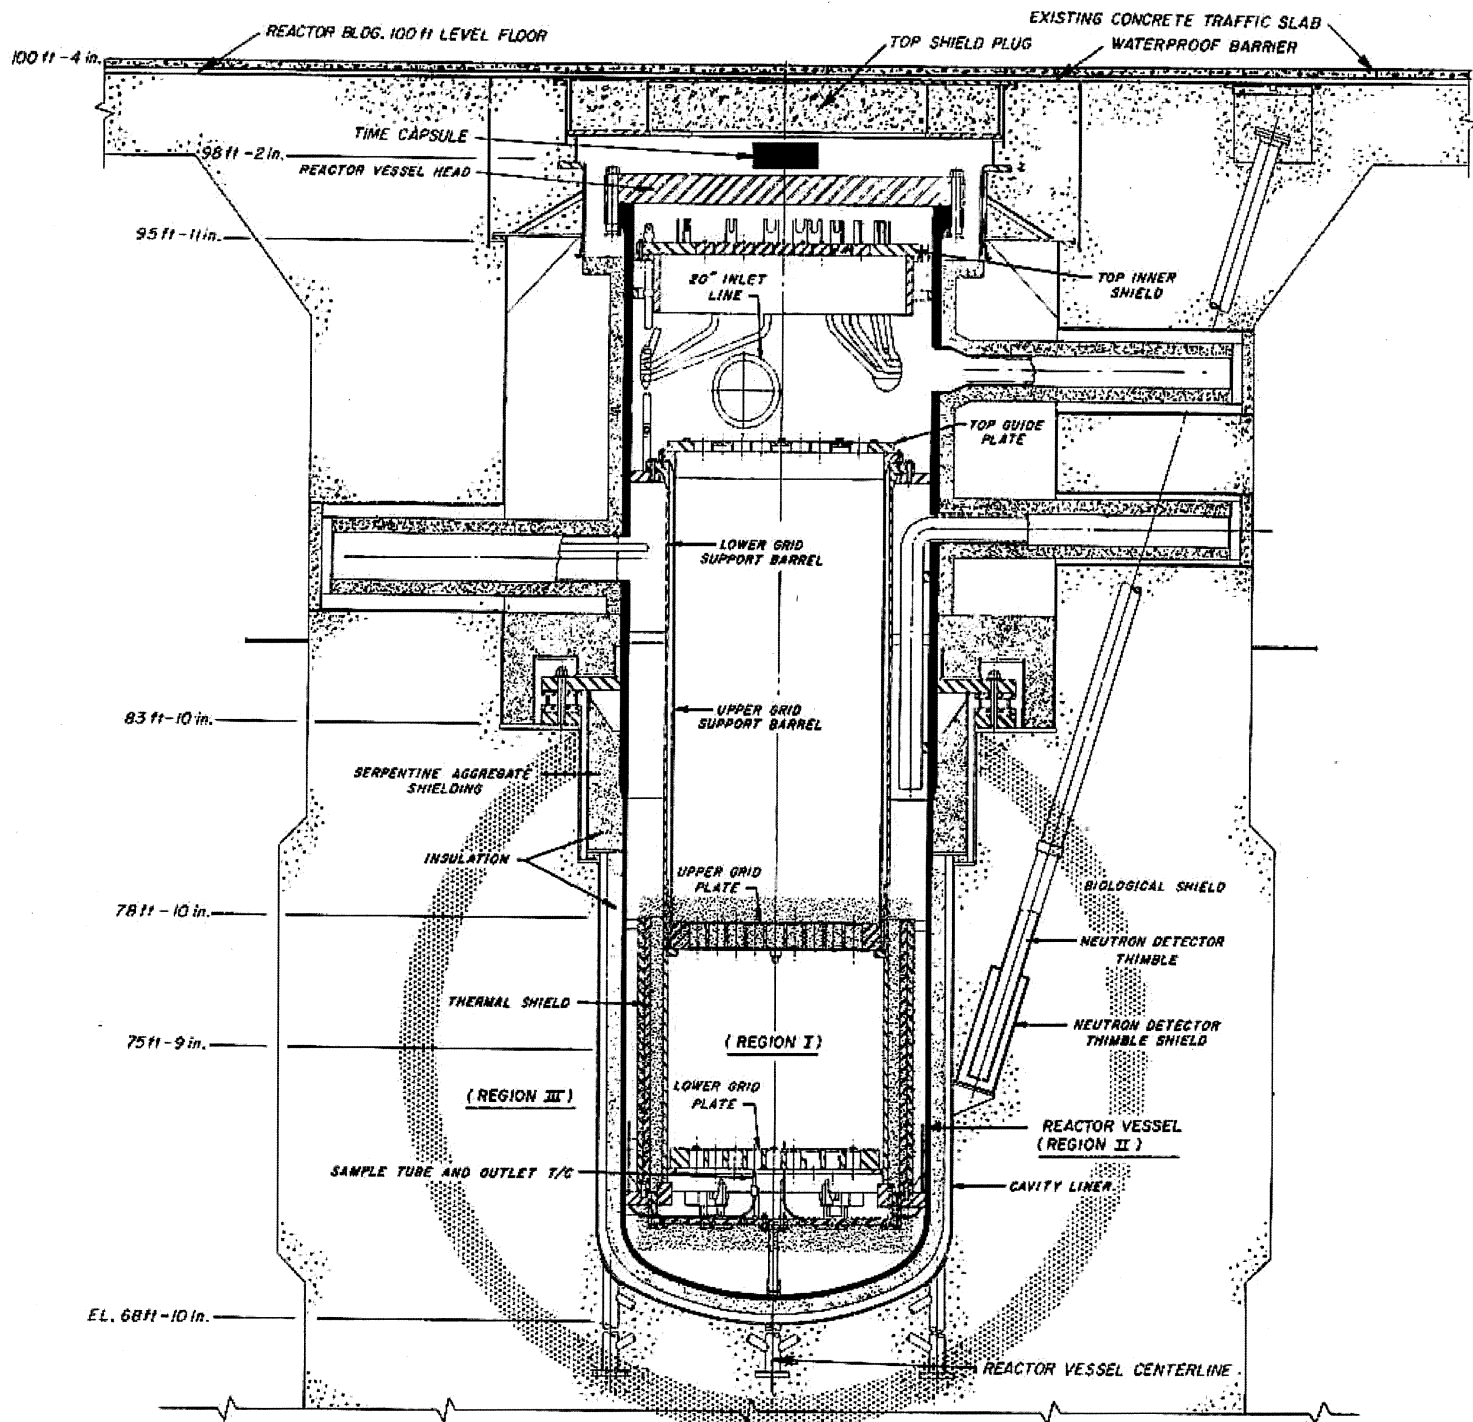 EXISTING CONCRETE TRAFFIC SLAB
REACTOR BLDG. 100 ft LEVEL FLOOR
TOP SHIELD PLUG
WATERPROOF BARRIER
100 ft-4 in.
TIME CAPSULE
98 ft-2 in.
REACTOR VESSEL HEAD
95 ft-11 in.
20" INLET
LINE
TOP INNER
SHIELD
TOP GUIDE
PLATE
LOWER GRID
SUPPORT BARREL
83 ft-10 in.
UPPER GRID
SUPPORT BARREL
SERPENTINE AGGREGATE
SHIELDING
INSULATION
UPPER GRID
PLATE
BIOLOGICAL SHIELD
78 ft-10 in.
NEUTRON DETECTOR
THIMBLE
THERMAL SHIELD
NEUTRON DETECTOR
THIMBLE SHIELD
75 ft-9 in.
(REGION I)
(REGION III)
LOWER GRID
PLATE
REACTOR VESSEL
(REGION II)
SAMPLE TUBE AND OUTLET T/C
CAVITY LINER
EL. 68 ft-10 in.
REACTOR VESSEL CENTERLINE